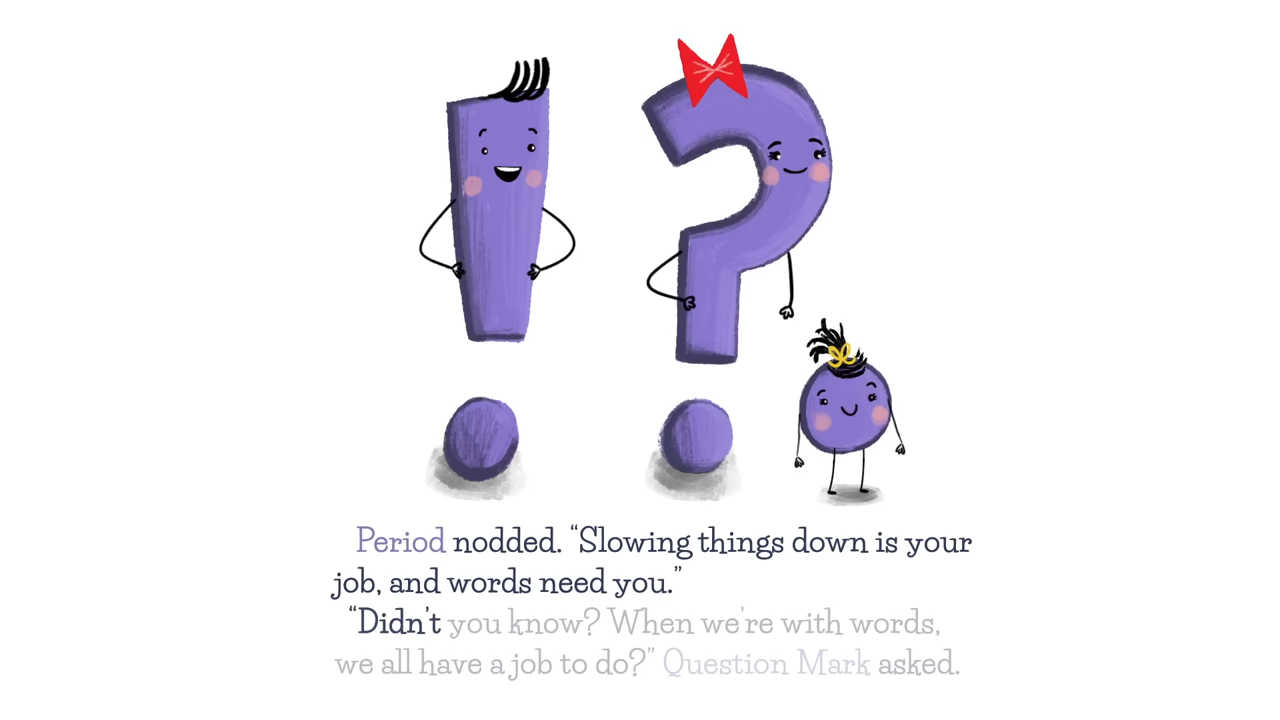 Period nodded. “Slowing things down is your
job, and words need you.”
“Didn’t you know? When we’re with words,
we all have a job to do?” Question Mark asked.